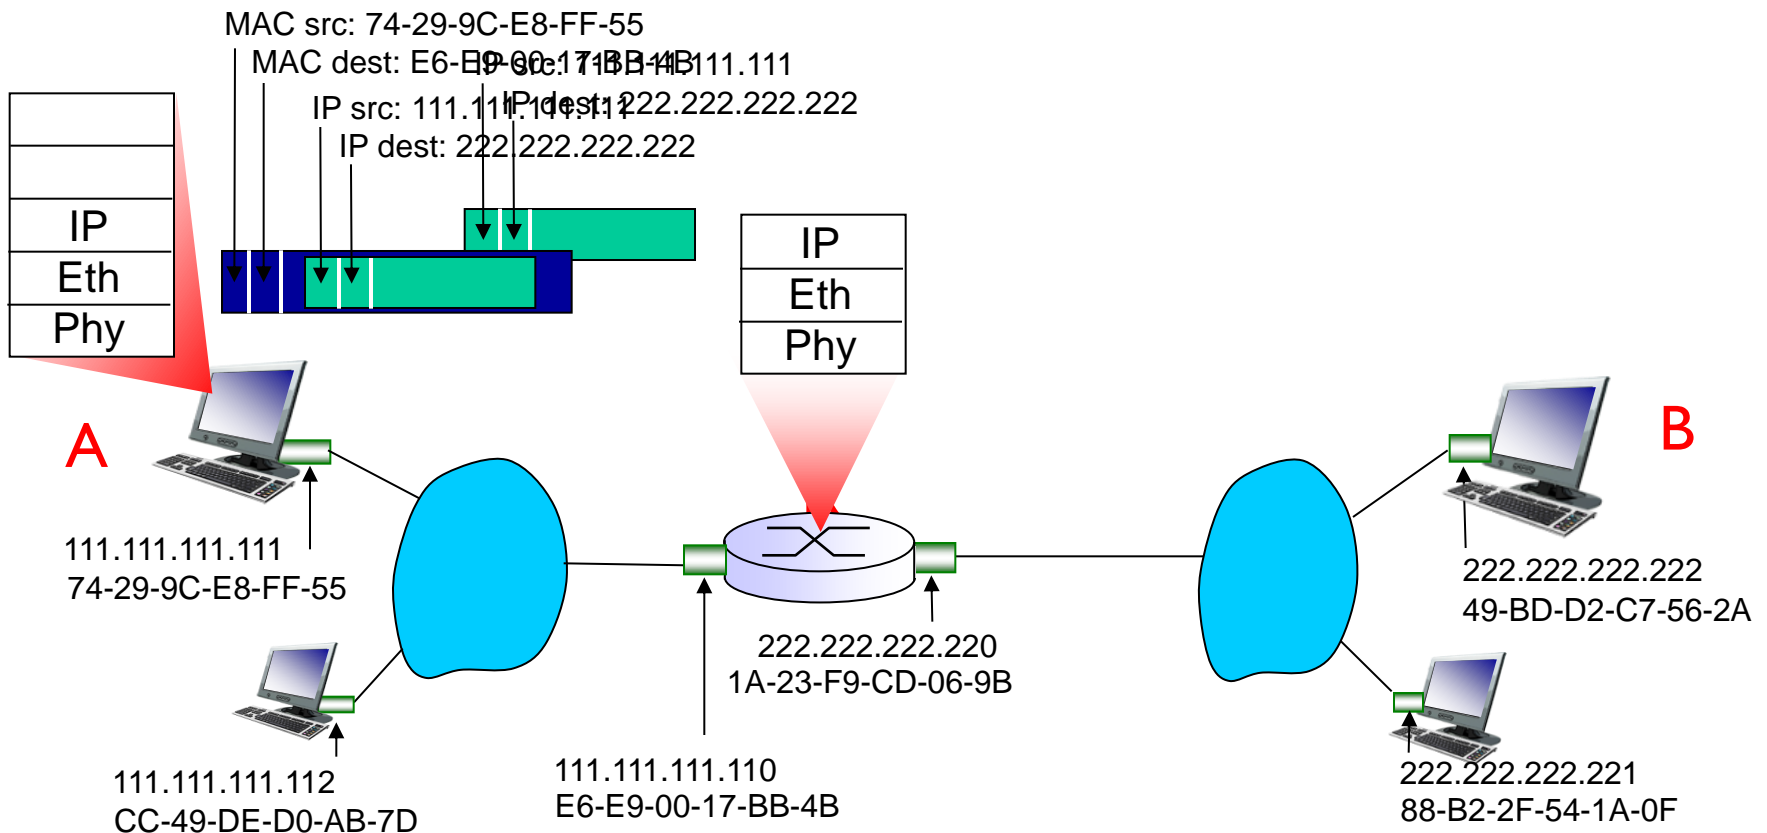 MAC src: 74-29-9C-E8-FF-55
MAC dest: E6-E9-00-17-BB-4B
IP src: 111.111.111.111
IP src: 111.111.111.111
IP dest: 222.222.222.222
IP dest: 222.222.222.222
IP
Eth
Phy
IP
Eth
Phy
A
B
111.111.111.111
74-29-9C-E8-FF-55
222.222.222.222
49-BD-D2-C7-56-2A
222.222.222.220
1A-23-F9-CD-06-9B
111.111.111.112
CC-49-DE-D0-AB-7D
111.111.111.110
E6-E9-00-17-BB-4B
222.222.222.221
88-B2-2F-54-1A-0F